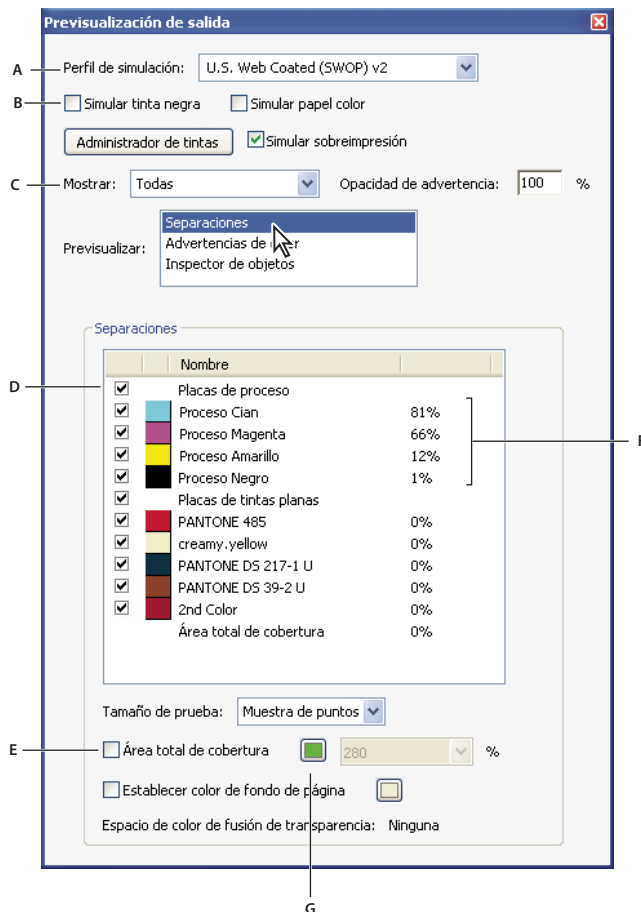 Previsualización de salida
A
Perfil de simulación: U.S. Web Coated (SWOP) v2
B
Simular tinta negra Simular papel color
Administrador de tintas Simular sobreimpresión
C
Mostrar: Todas Opacidad de advertencia: 100 %
Previsualizar:
Separaciones
Advertencias de
Inspector de objetos
Separaciones
Nombre
D
Placas de proceso
Proceso Cian 81%
Proceso Magenta 66%
F
Proceso Amarillo 12%
Proceso Negro 1%
Placas de tintas planas
PANTONE 485 0%
creamy.yellow 0%
PANTONE DS 217-1 U 0%
PANTONE DS 39-2 U 0%
2nd Color 0%
Área total de cobertura 0%
Tamaño de prueba: Muestra de puntos
E
Área total de cobertura 280 %
Establecer color de fondo de página
Espacio de color de fusión de transparencia: Ninguna
G